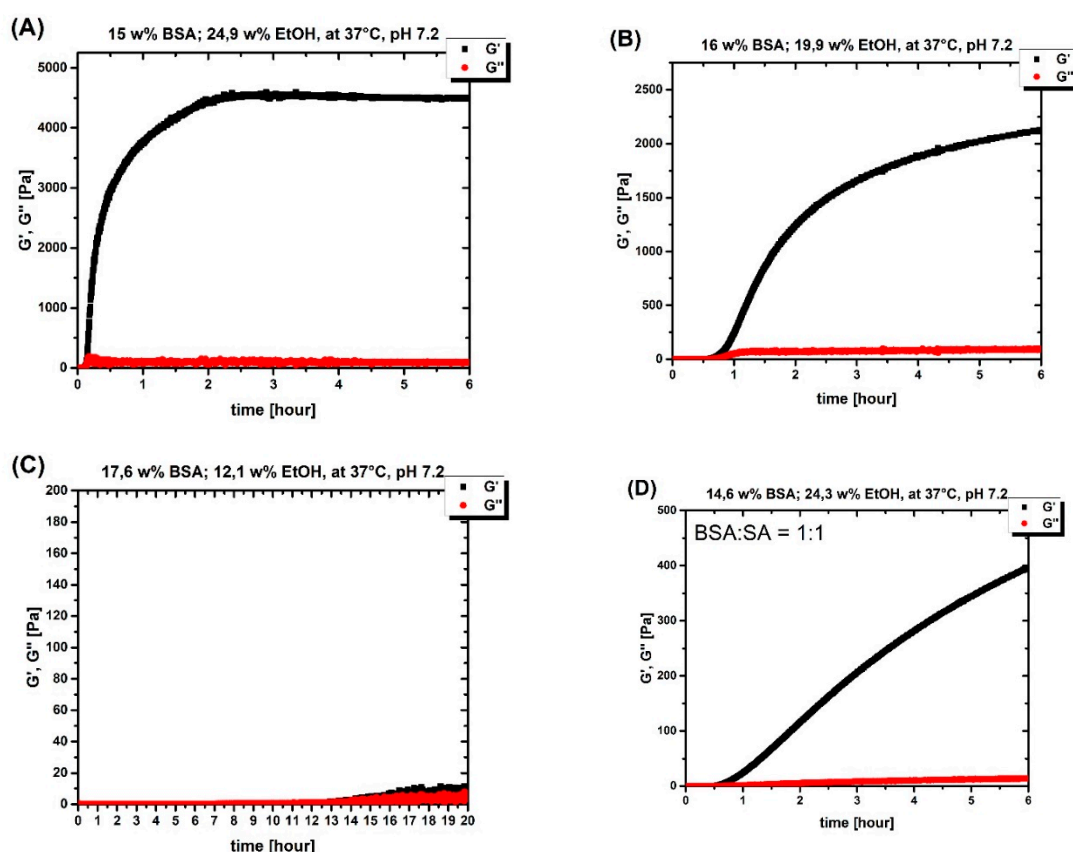 (A)
15 w% BSA; 24,9 w% EtOH, at 37°C, pH 7.2
G'
G''
G', G'' [Pa]
5000
4000
3000
2000
1000
0
0 1 2 3 4 5 6
time [hour]
(B)
16 w% BSA; 19,9 w% EtOH, at 37°C, pH 7.2
G'
G''
G', G'' [Pa]
2500
2000
1500
1000
500
0
0 1 2 3 4 5 6
time [hour]
(C)
17,6 w% BSA; 12,1 w% EtOH, at 37°C, pH 7.2
G'
G''
G', G'' [Pa]
200
180
160
140
120
100
80
60
40
20
0
0 1 2 3 4 5 6 7 8 9 10 11 12 13 14 15 16 17 18 19 20
time [hour]
(D)
14,6 w% BSA; 24,3 w% EtOH, at 37°C, pH 7.2
G'
G''
BSA:SA = 1:1
G', G'' [Pa]
500
400
300
200
100
0
0 1 2 3 4 5 6
time [hour]